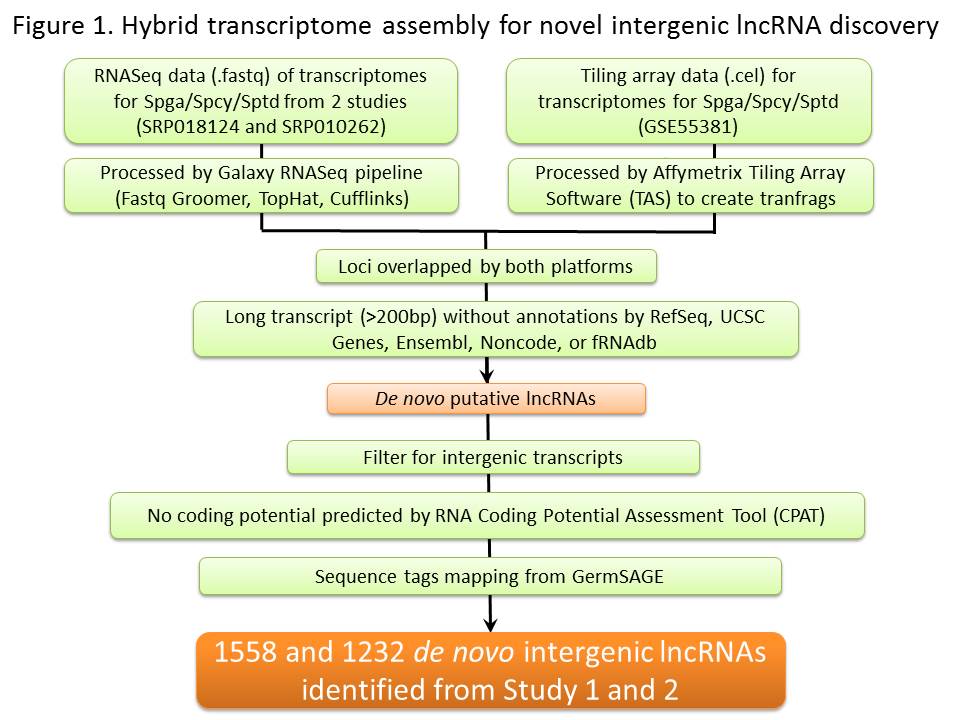 Figure 1. Hybrid transcriptome assembly for novel intergenic lncRNA discovery
RNASeq data (.fastq) of transcriptomes
for Spga/Spcy/Sptd from 2 studies
(SRP018124 and SRP010262)
Tiling array data (.cel) for
transcriptomes for Spga/Spcy/Sptd
(GSE55381)
Processed by Galaxy RNASeq pipeline
(Fastq Groomer, TopHat, Cufflinks)
Processed by Affymetrix Tiling Array
Software (TAS) to create tranfrags
Loci overlapped by both platforms
Long transcript (>200bp) without annotations by RefSeq, UCSC
Genes, Ensembl, Noncode, or fRNAdb
De novo putative lncRNAs
Filter for intergenic transcripts
No coding potential predicted by RNA Coding Potential Assessment Tool (CPAT)
Sequence tags mapping from GermSAGE
1558 and 1232 de novo intergenic lncRNAs
identified from Study 1 and 2